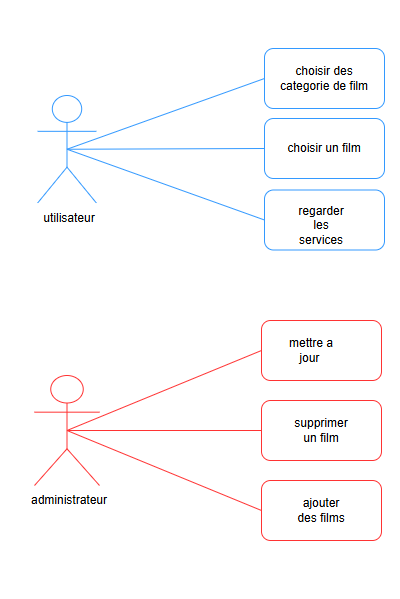 choisir des
categorie de film
choisir un film
utilisateur
regarder
les
services
mettre a
jour
supprimer
un film
administrateur
ajouter
des films